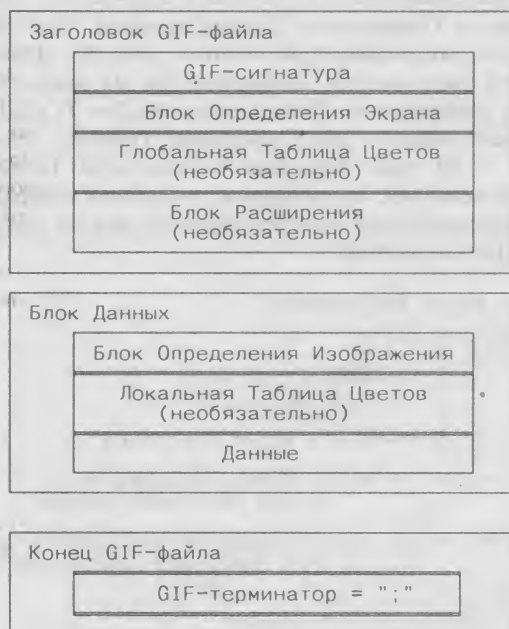 Заголовок GIF-файла
GIF-сигнатура
Блок Определения Экрана
Глобальная Таблица Цветов
(необязательно)
Блок Расширения
(необязательно)
Блок Данных
Блок Определения Изображения
Локальная Таблица Цветов
(необязательно)
Данные
Конец GIF-файла
GIF-терминатор = ";"